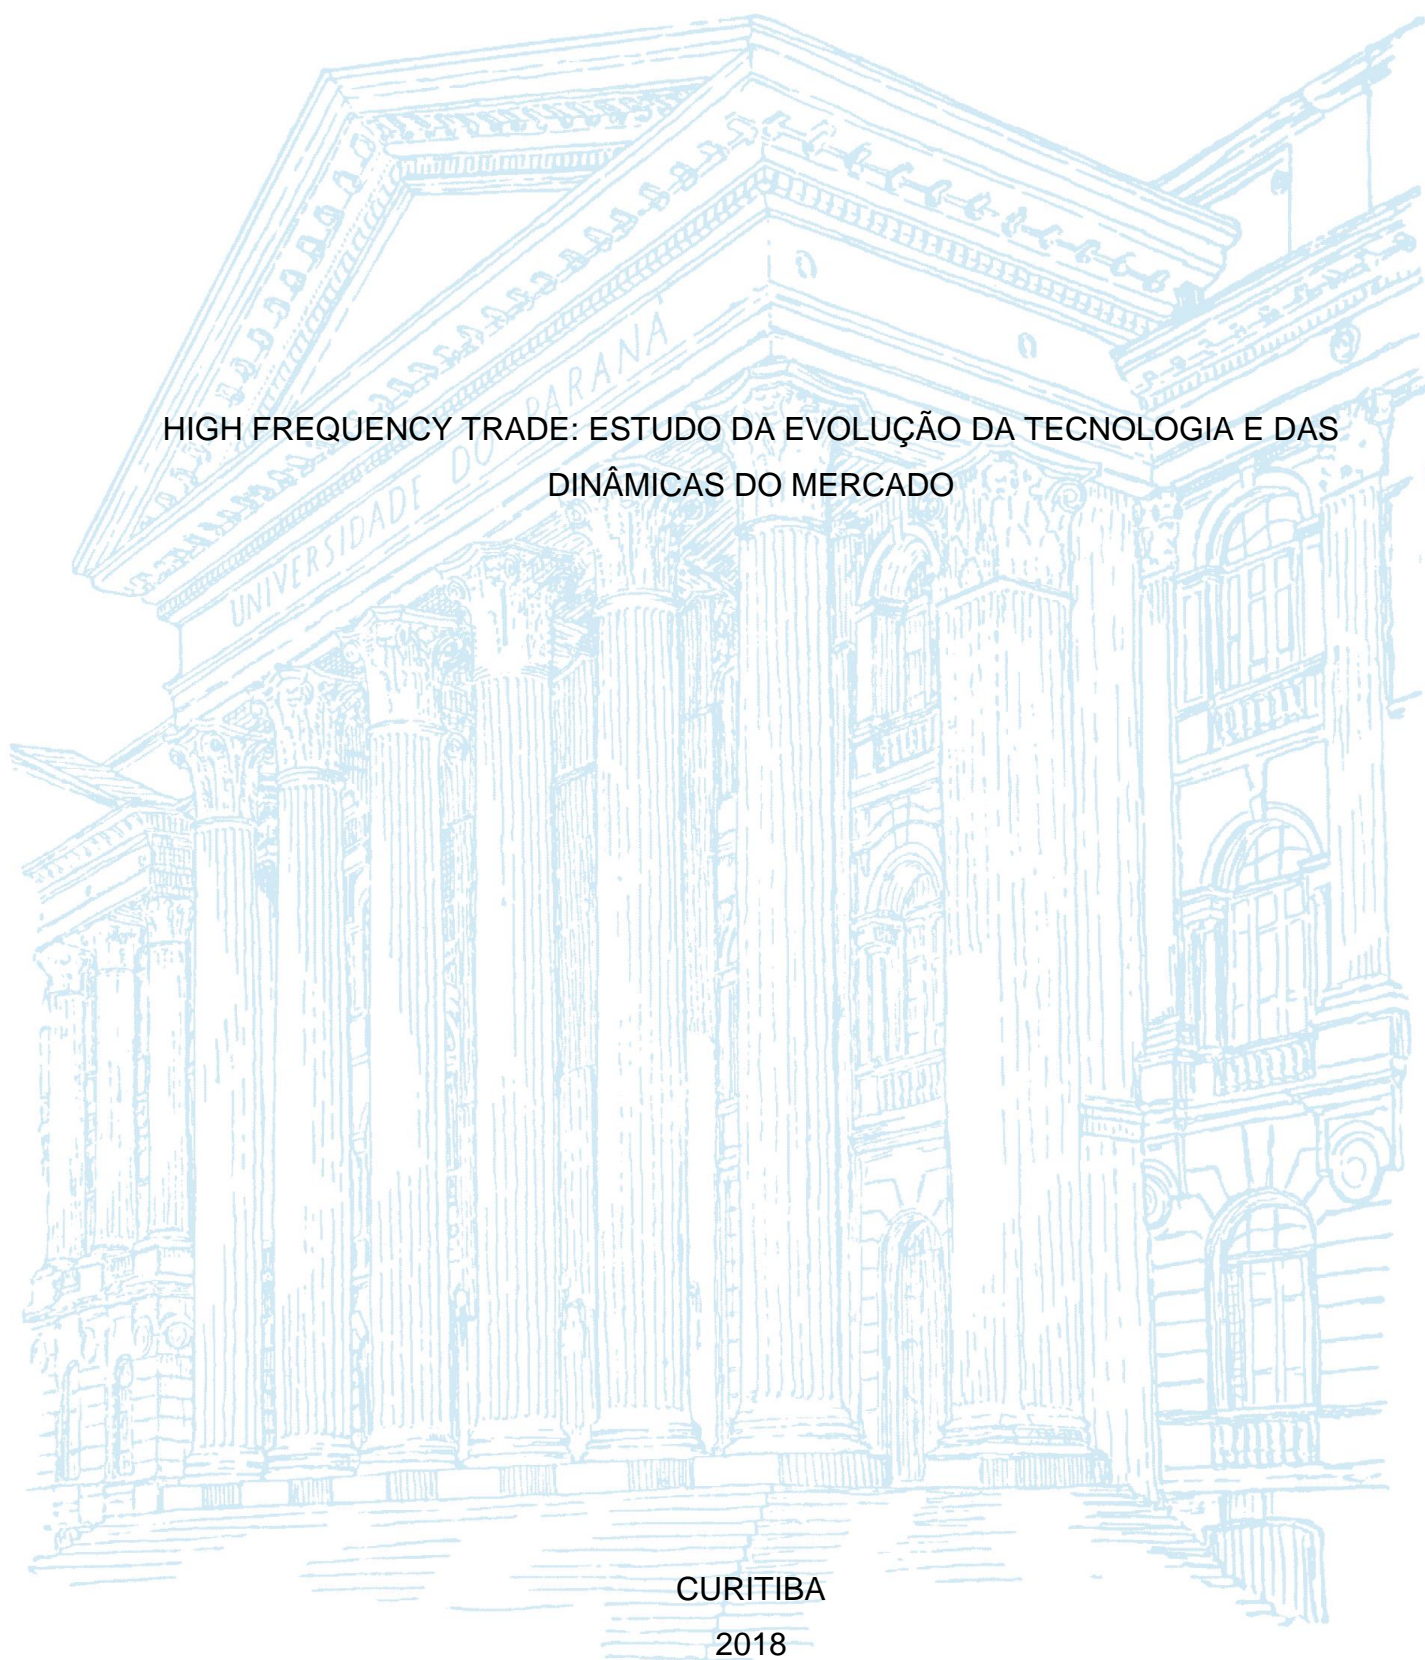 UNIVERSIDADE DO PARANÁ
HIGH FREQUENCY TRADE: ESTUDO DA EVOLUÇÃO DA TECNOLOGIA E DAS
DINÂMICAS DO MERCADO
CURITIBA
2018